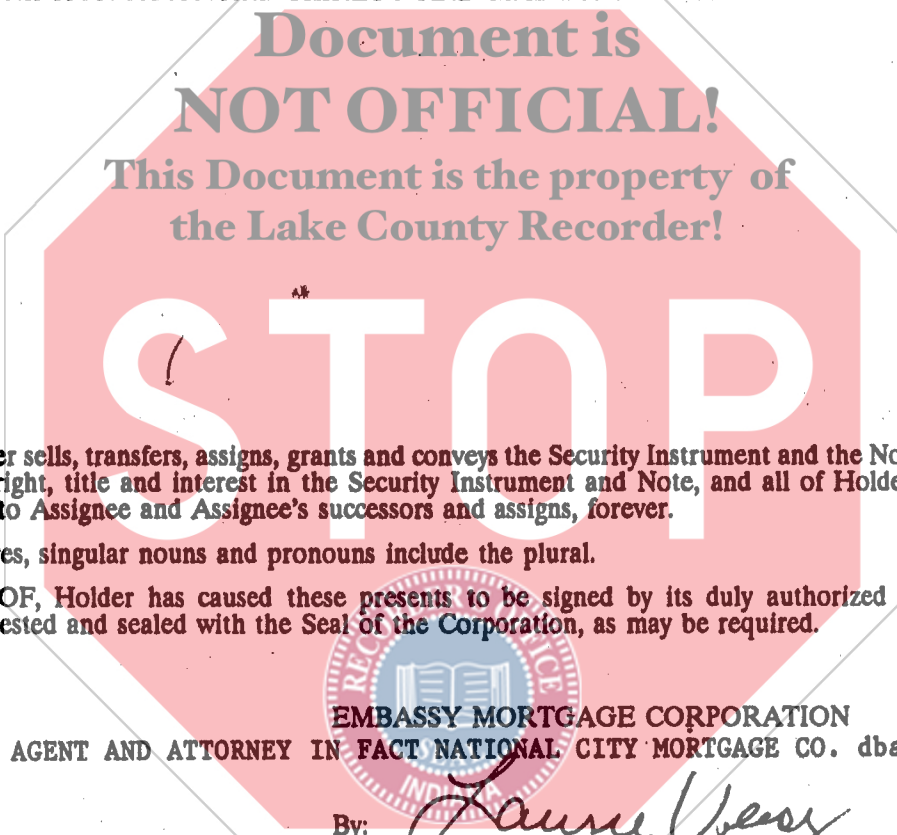 Document is
NOT OFFICIAL!
This Document is the property of
the Lake County Recorder!
STOP
er sells, transfers, assigns, grants and conveys the Security Instrument and the No
right, title and interest in the Security Instrument and Note, and all of Holde
to Assignee and Assignee's successors and assigns, forever.
es, singular nouns and pronouns include the plural.
OF, Holder has caused these presents to be signed by its duly authorized
ested and sealed with the Seal of the Corporation, as may be required.
RECORDER'S OFFICE
SEAL
INDIANA
EMBASSY MORTGAGE CORPORATION
AGENT AND ATTORNEY IN FACT NATIONAL CITY MORTGAGE CO. dba
By: Laurie